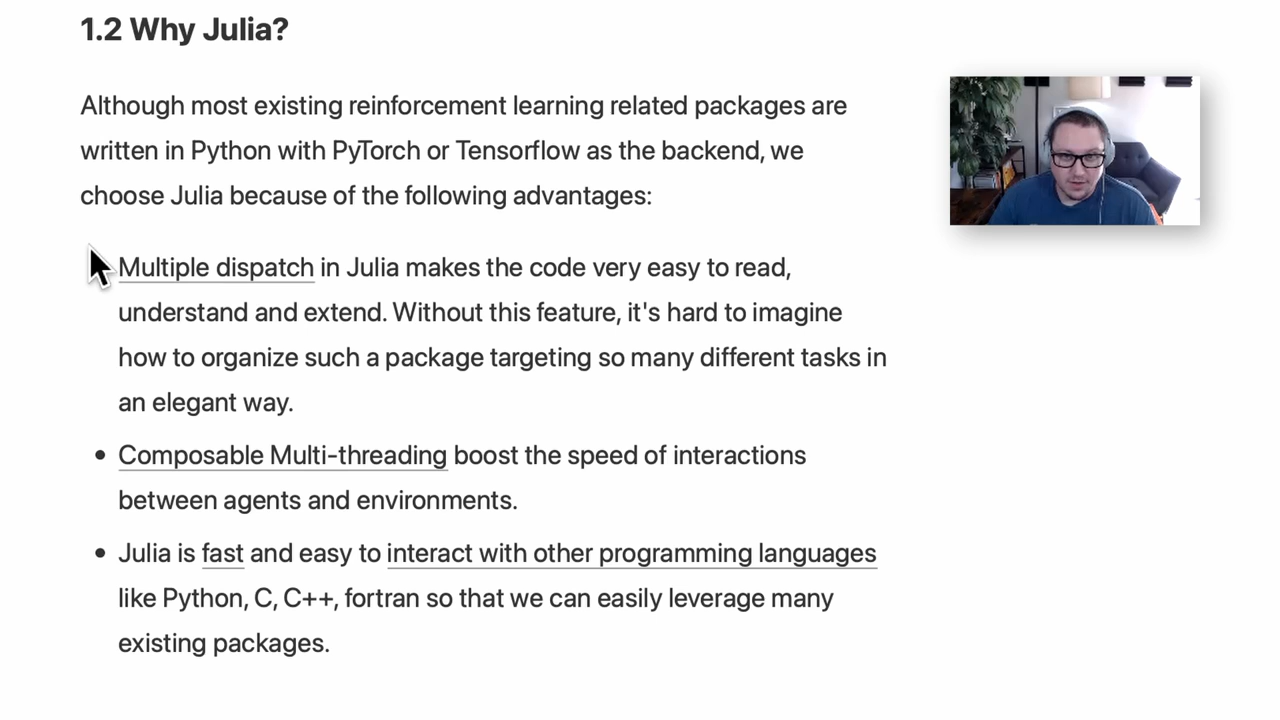 1.2 Why Julia?
Although most existing reinforcement learning related packages are
written in Python with PyTorch or Tensorflow as the backend, we
choose Julia because of the following advantages:
Multiple dispatch in Julia makes the code very easy to read,
understand and extend. Without this feature, it's hard to imagine
how to organize such a package targeting so many different tasks in
an elegant way.
• Composable Multi-threading boost the speed of interactions
between agents and environments.
• Julia is fast and easy to interact with other programming languages
like Python, C, C++, fortran so that we can easily leverage many
existing packages.